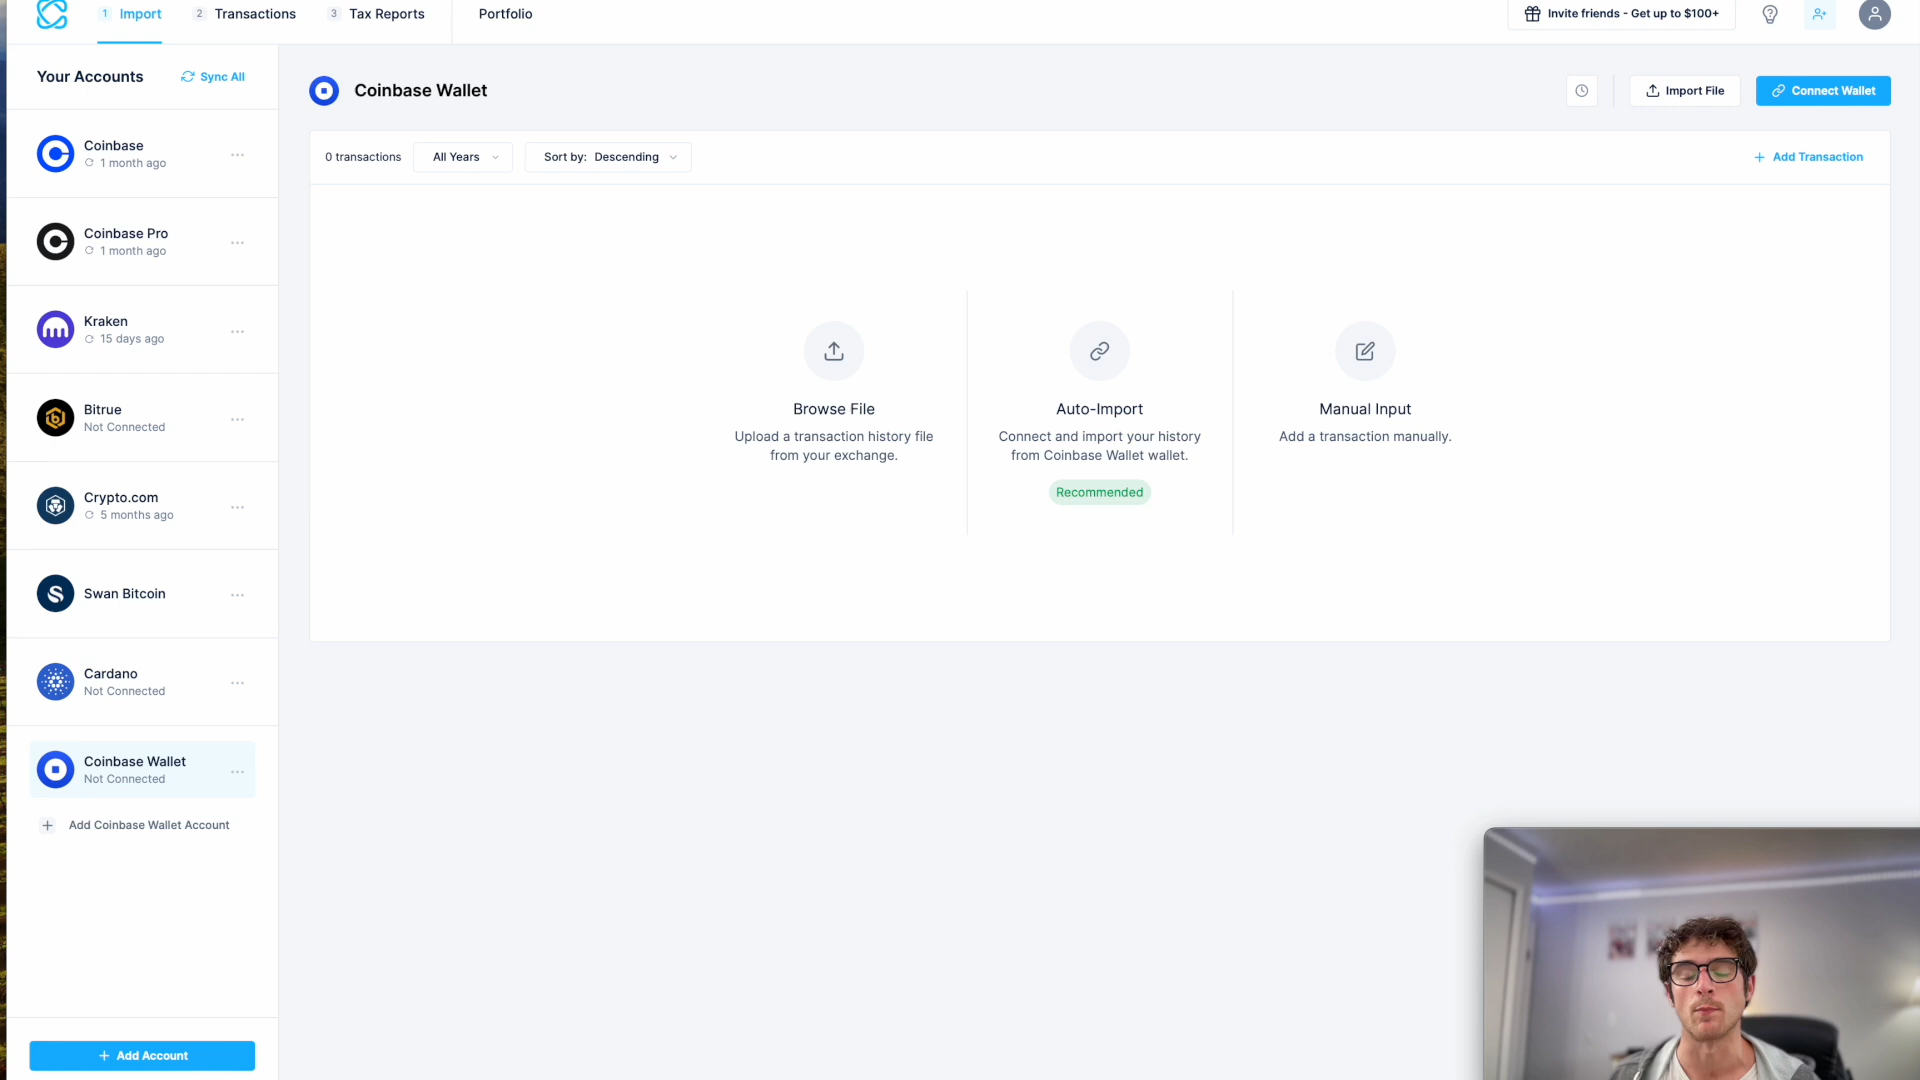 1 Import
2 Transactions
3 Tax Reports
Portfolio
Invite friends - Get up to $100+
Your Accounts
Sync All
Coinbase
1 month ago
Coinbase Pro
1 month ago
Kraken
15 days ago
Bitrue
Not Connected
Crypto.com
5 months ago
Swan Bitcoin
Cardano
Not Connected
Coinbase Wallet
Not Connected
Add Coinbase Wallet Account
Add Account
Coinbase Wallet
Import File
Connect Wallet
0 transactions
All Years
Sort by: Descending
Add Transaction
Browse File
Upload a transaction history file
from your exchange.
Auto-Import
Connect and import your history
from Coinbase Wallet wallet.
Recommended
Manual Input
Add a transaction manually.